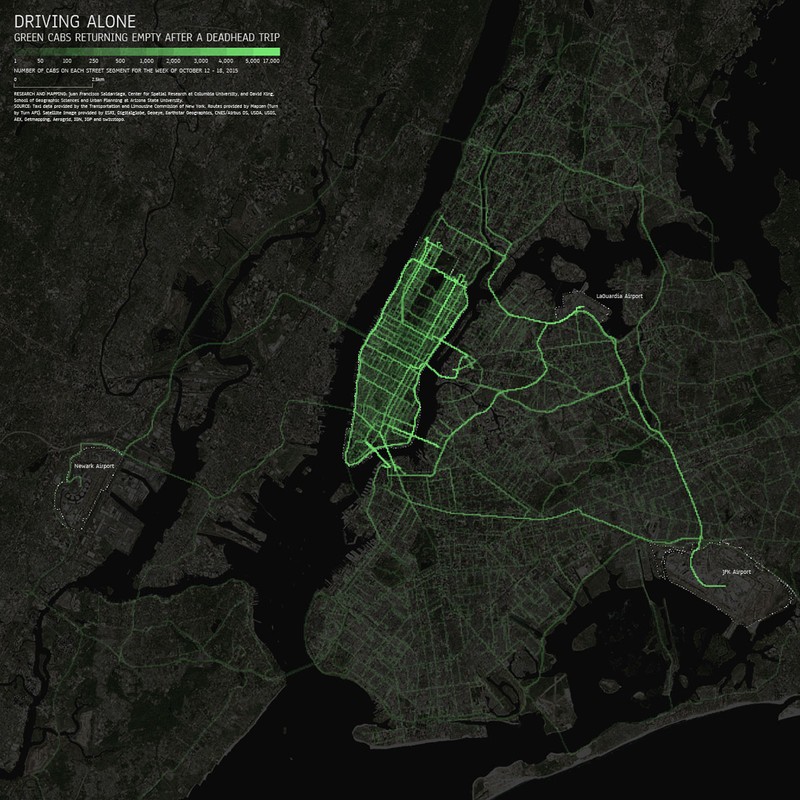 DRIVING ALONE
GREEN CABS RETURNING EMPTY AFTER A DEADHEAD TRIP
1 50 100 250 500 1,000 2,000 3,000 4,000 5,000 17,000
NUMBER OF CABS ON EACH STREET SEGMENT FOR THE WEEK OF OCTOBER 12 - 18, 2015
0 2.5km
RESEARCH AND MAPPING: Juan Francisco Saldarriaga, Center for Spatial Research at Columbia University, and David King,
School of Geographic Sciences and Urban Planning at Arizona State University.
SOURCE: Taxi data provided by the Transportation and Limousine Commission of New York. Routes provided by Mapzen (Turn
by Turn API). Satellite image provided by ESRI, DigitalGlobe, Geoeye, Earthstar Geographics, CNES/Airbus DS, USDA, USGS,
AEX, Getmapping, Aerogrid, IGN, IGP and swisstopo.
LaGuardia Airport
Newark Airport
JFK Airport